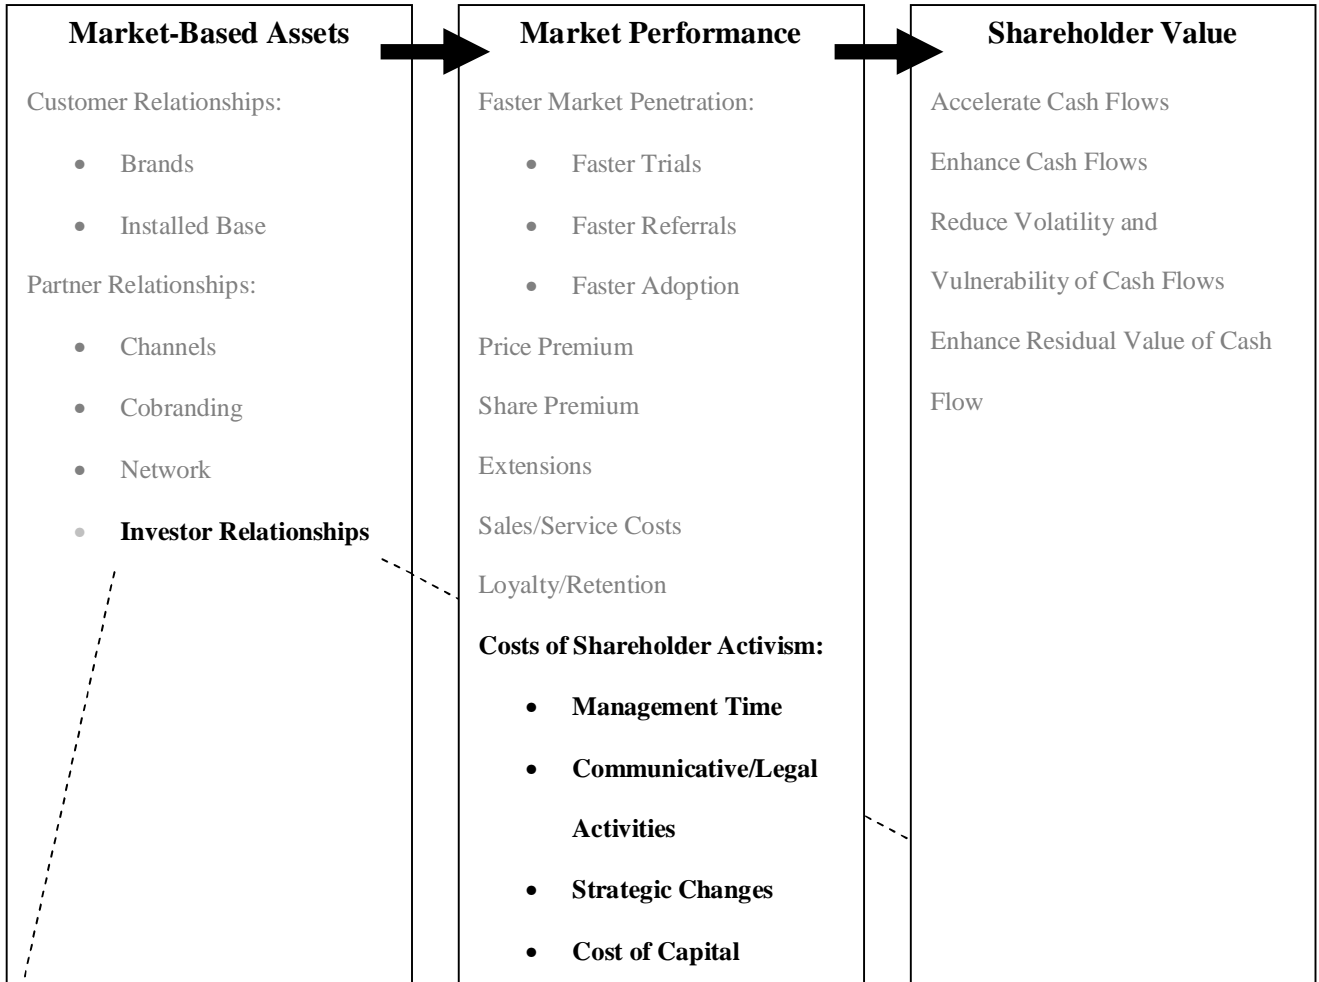 Market-Based Assets
Customer Relationships:
• Brands
• Installed Base
Partner Relationships:
• Channels
• Cobranding
• Network
• Investor Relationships
Market Performance
Faster Market Penetration:
• Faster Trials
• Faster Referrals
• Faster Adoption
Price Premium
Share Premium
Extensions
Sales/Service Costs
Loyalty/Retention
Costs of Shareholder Activism:
• Management Time
• Communicative/Legal
Activities
• Strategic Changes
• Cost of Capital
Shareholder Value
Accelerate Cash Flows
Enhance Cash Flows
Reduce Volatility and
Vulnerability of Cash Flows
Enhance Residual Value of Cash
Flow